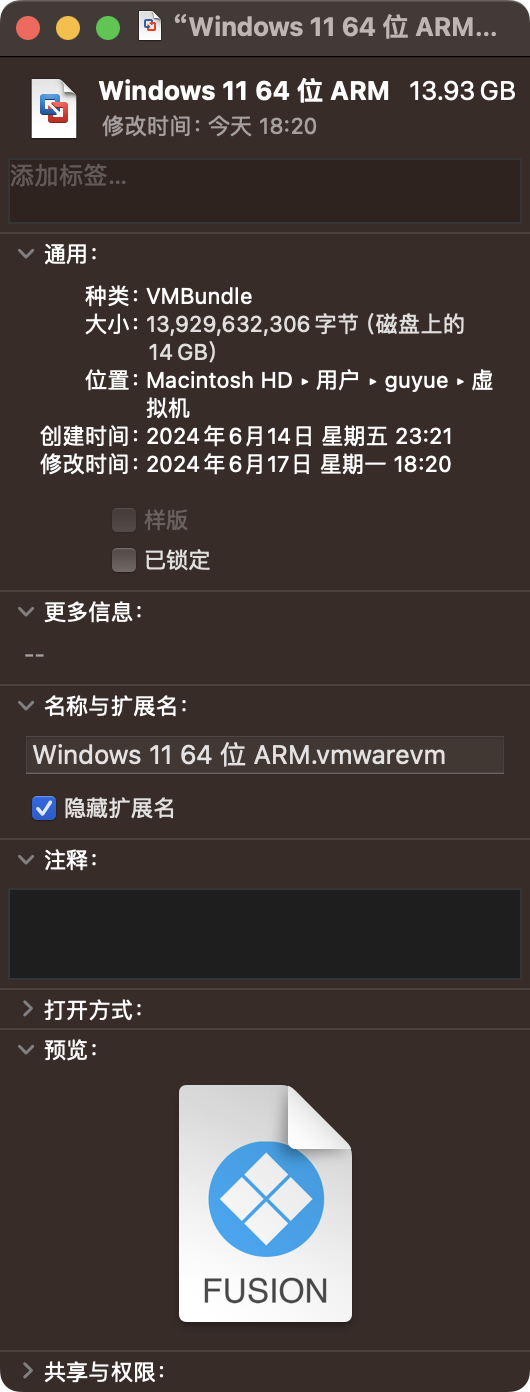 “Windows 11 64 位 ARM...
Windows 11 64 位 ARM 13.93 GB
修改时间：今天 18:20
添加标签...
通用：
种类：VMBundle
大小：13,929,632,306 字节（磁盘上的
14 GB）
位置：Macintosh HD ▸ 用户 ▸ guyue ▸ 虚
拟机
创建时间：2024年6月14日 星期五 23:21
修改时间：2024年6月17日 星期一 18:20
样版
已锁定
更多信息：
--
名称与扩展名：
Windows 11 64 位 ARM.vmwarevm
隐藏扩展名
注释：
打开方式：
预览：
FUSION
共享与权限：